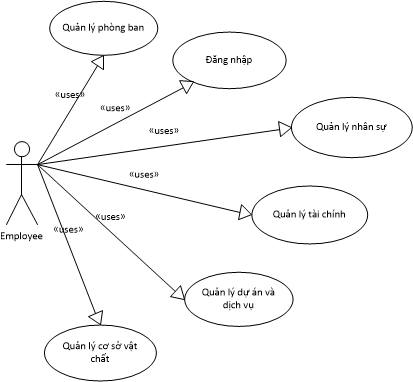 Quản lý phòng ban
Đăng nhập
«uses»
«uses»
Quản lý nhân sự
«uses»
«uses»
Quản lý tài chính
«uses»
Employee
«uses»
Quản lý dự án và
dịch vụ
Quản lý cơ sở vật
chất